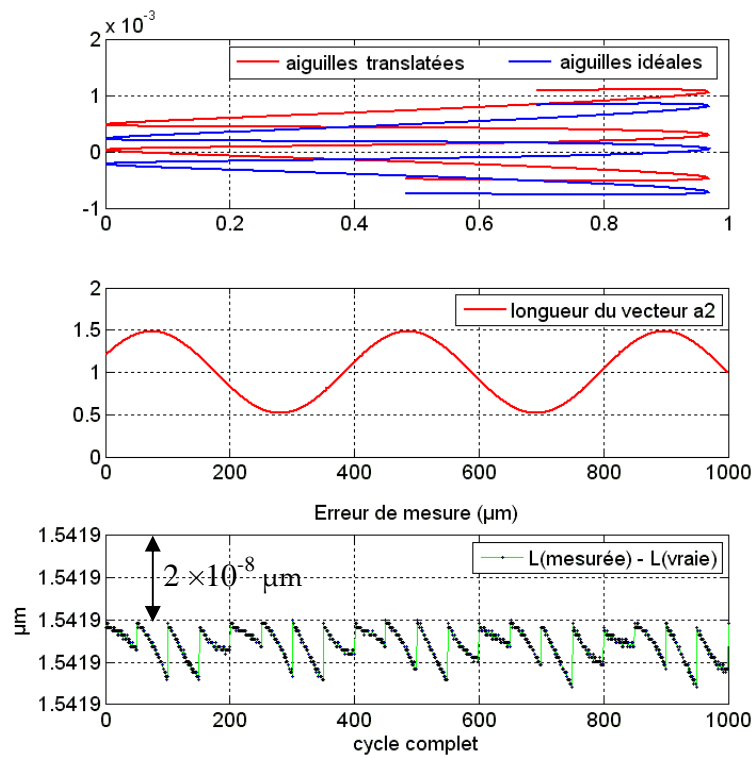 x 10⁻³
2
aiguilles translatées aiguilles idéales
1
0
-1
0 0.2 0.4 0.6 0.8 1
2
longueur du vecteur a2
1.5
1
0.5
0
0 200 400 600 800 1000
Erreur de mesure (µm)
1.5419
L(mesurée) - L(vraie)
2 ×10⁻⁸ µm
1.5419
1.5419
µm
1.5419
1.5419
0 200 400 600 800 1000
cycle complet